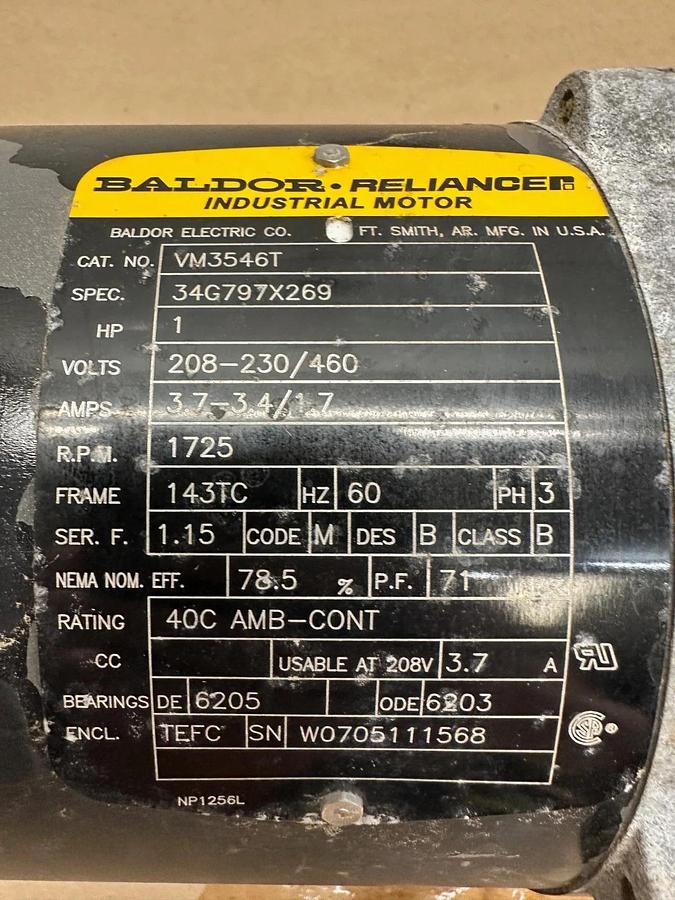 BALDOR • RELIANCE
INDUSTRIAL MOTOR
BALDOR ELECTRIC CO. FT. SMITH, AR. MFG. IN U.S.A.
CAT. NO. VM3546T
SPEC. 34G797X269
HP 1
VOLTS 208-230/460
AMPS 3.7-3.4/1.7
R.P.M. 1725
FRAME 143TC HZ 60 PH 3
SER. F. 1.15 CODE M DES B CLASS B
NEMA NOM. EFF. 78.5 % P.F. 71
RATING 40C AMB-CONT
CC USABLE AT 208V 3.7 A
BEARINGS DE 6205 ODE 6203
ENCL. TEFC SN W0705111568
NP1256L